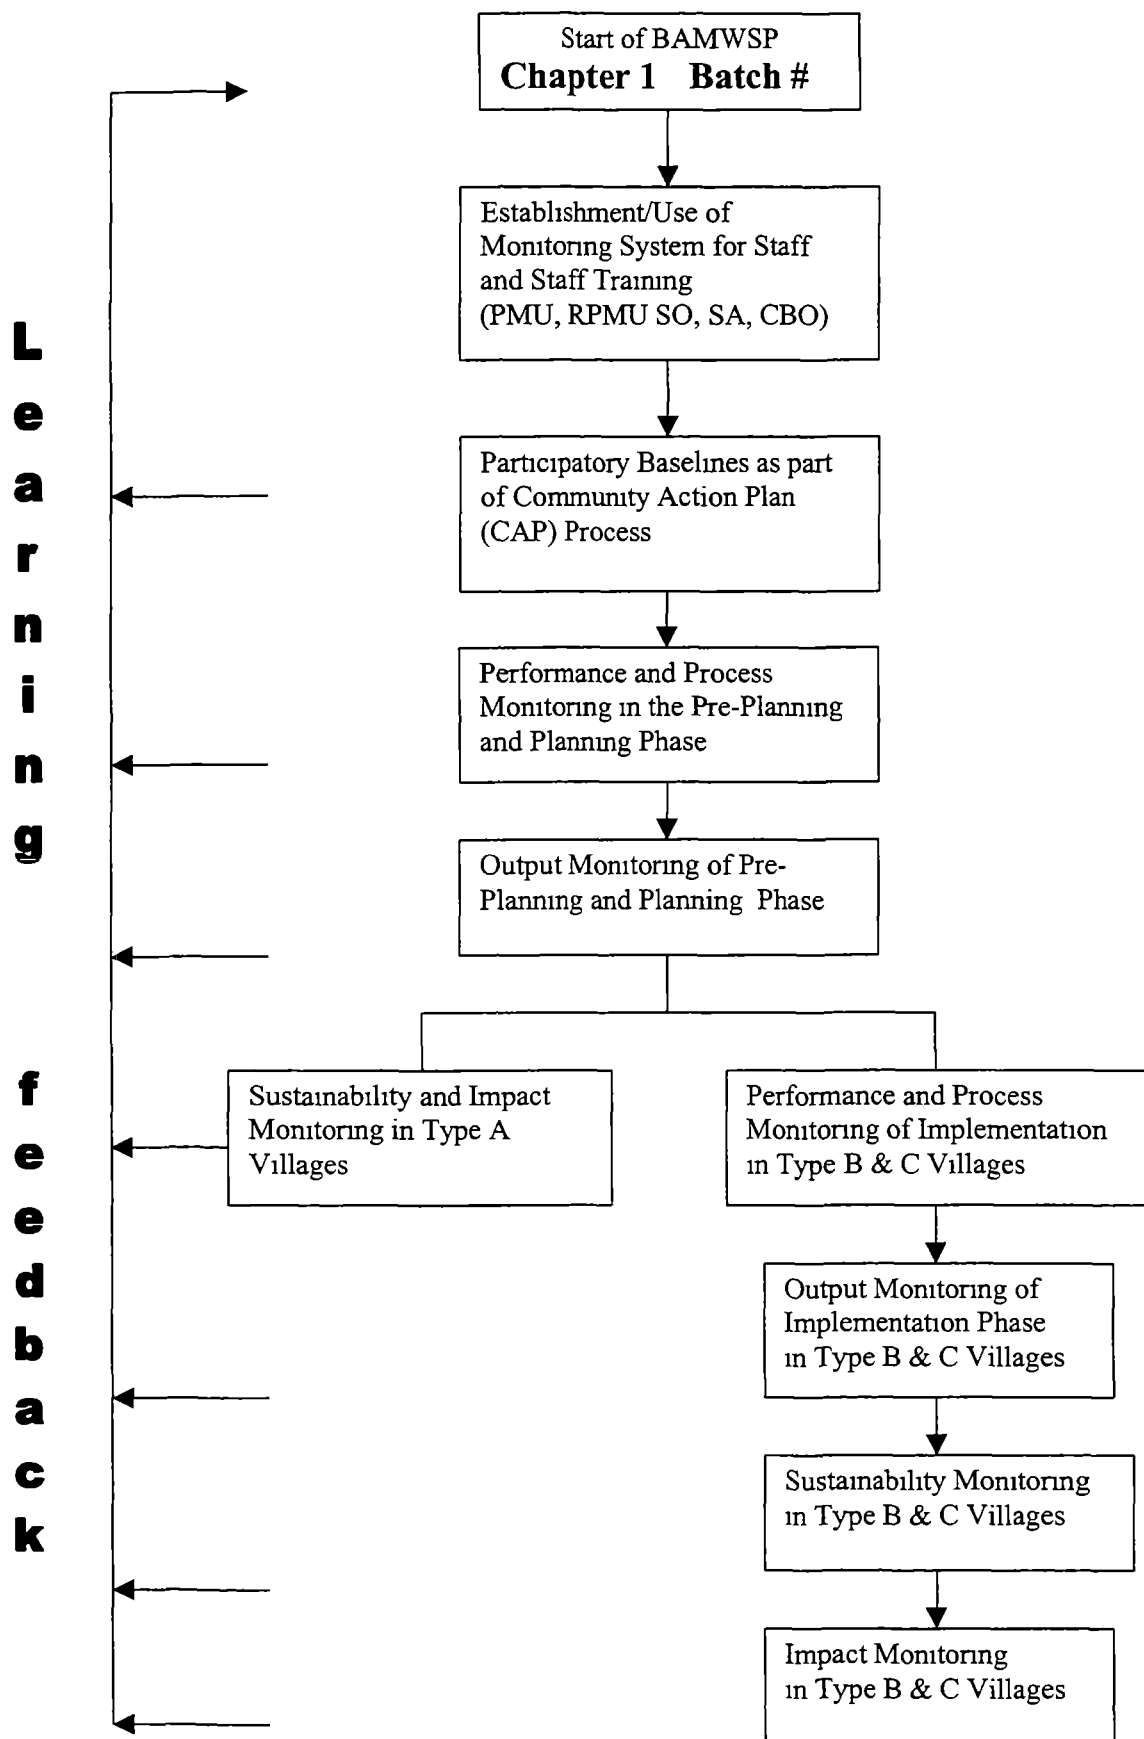 Start of BAMWSP
Chapter 1 Batch #
Establishment/Use of
Monitoring System for Staff
and Staff Training
(PMU, RPMU SO, SA, CBO)
Participatory Baselines as part
of Community Action Plan
(CAP) Process
Performance and Process
Monitoring in the Pre-Planning
and Planning Phase
Output Monitoring of Pre-
Planning and Planning Phase
Sustainability and Impact
Monitoring in Type A
Villages
Performance and Process
Monitoring of Implementation
in Type B & C Villages
Output Monitoring of
Implementation Phase
in Type B & C Villages
Sustainability Monitoring
in Type B & C Villages
Impact Monitoring
in Type B & C Villages
Learning feedback